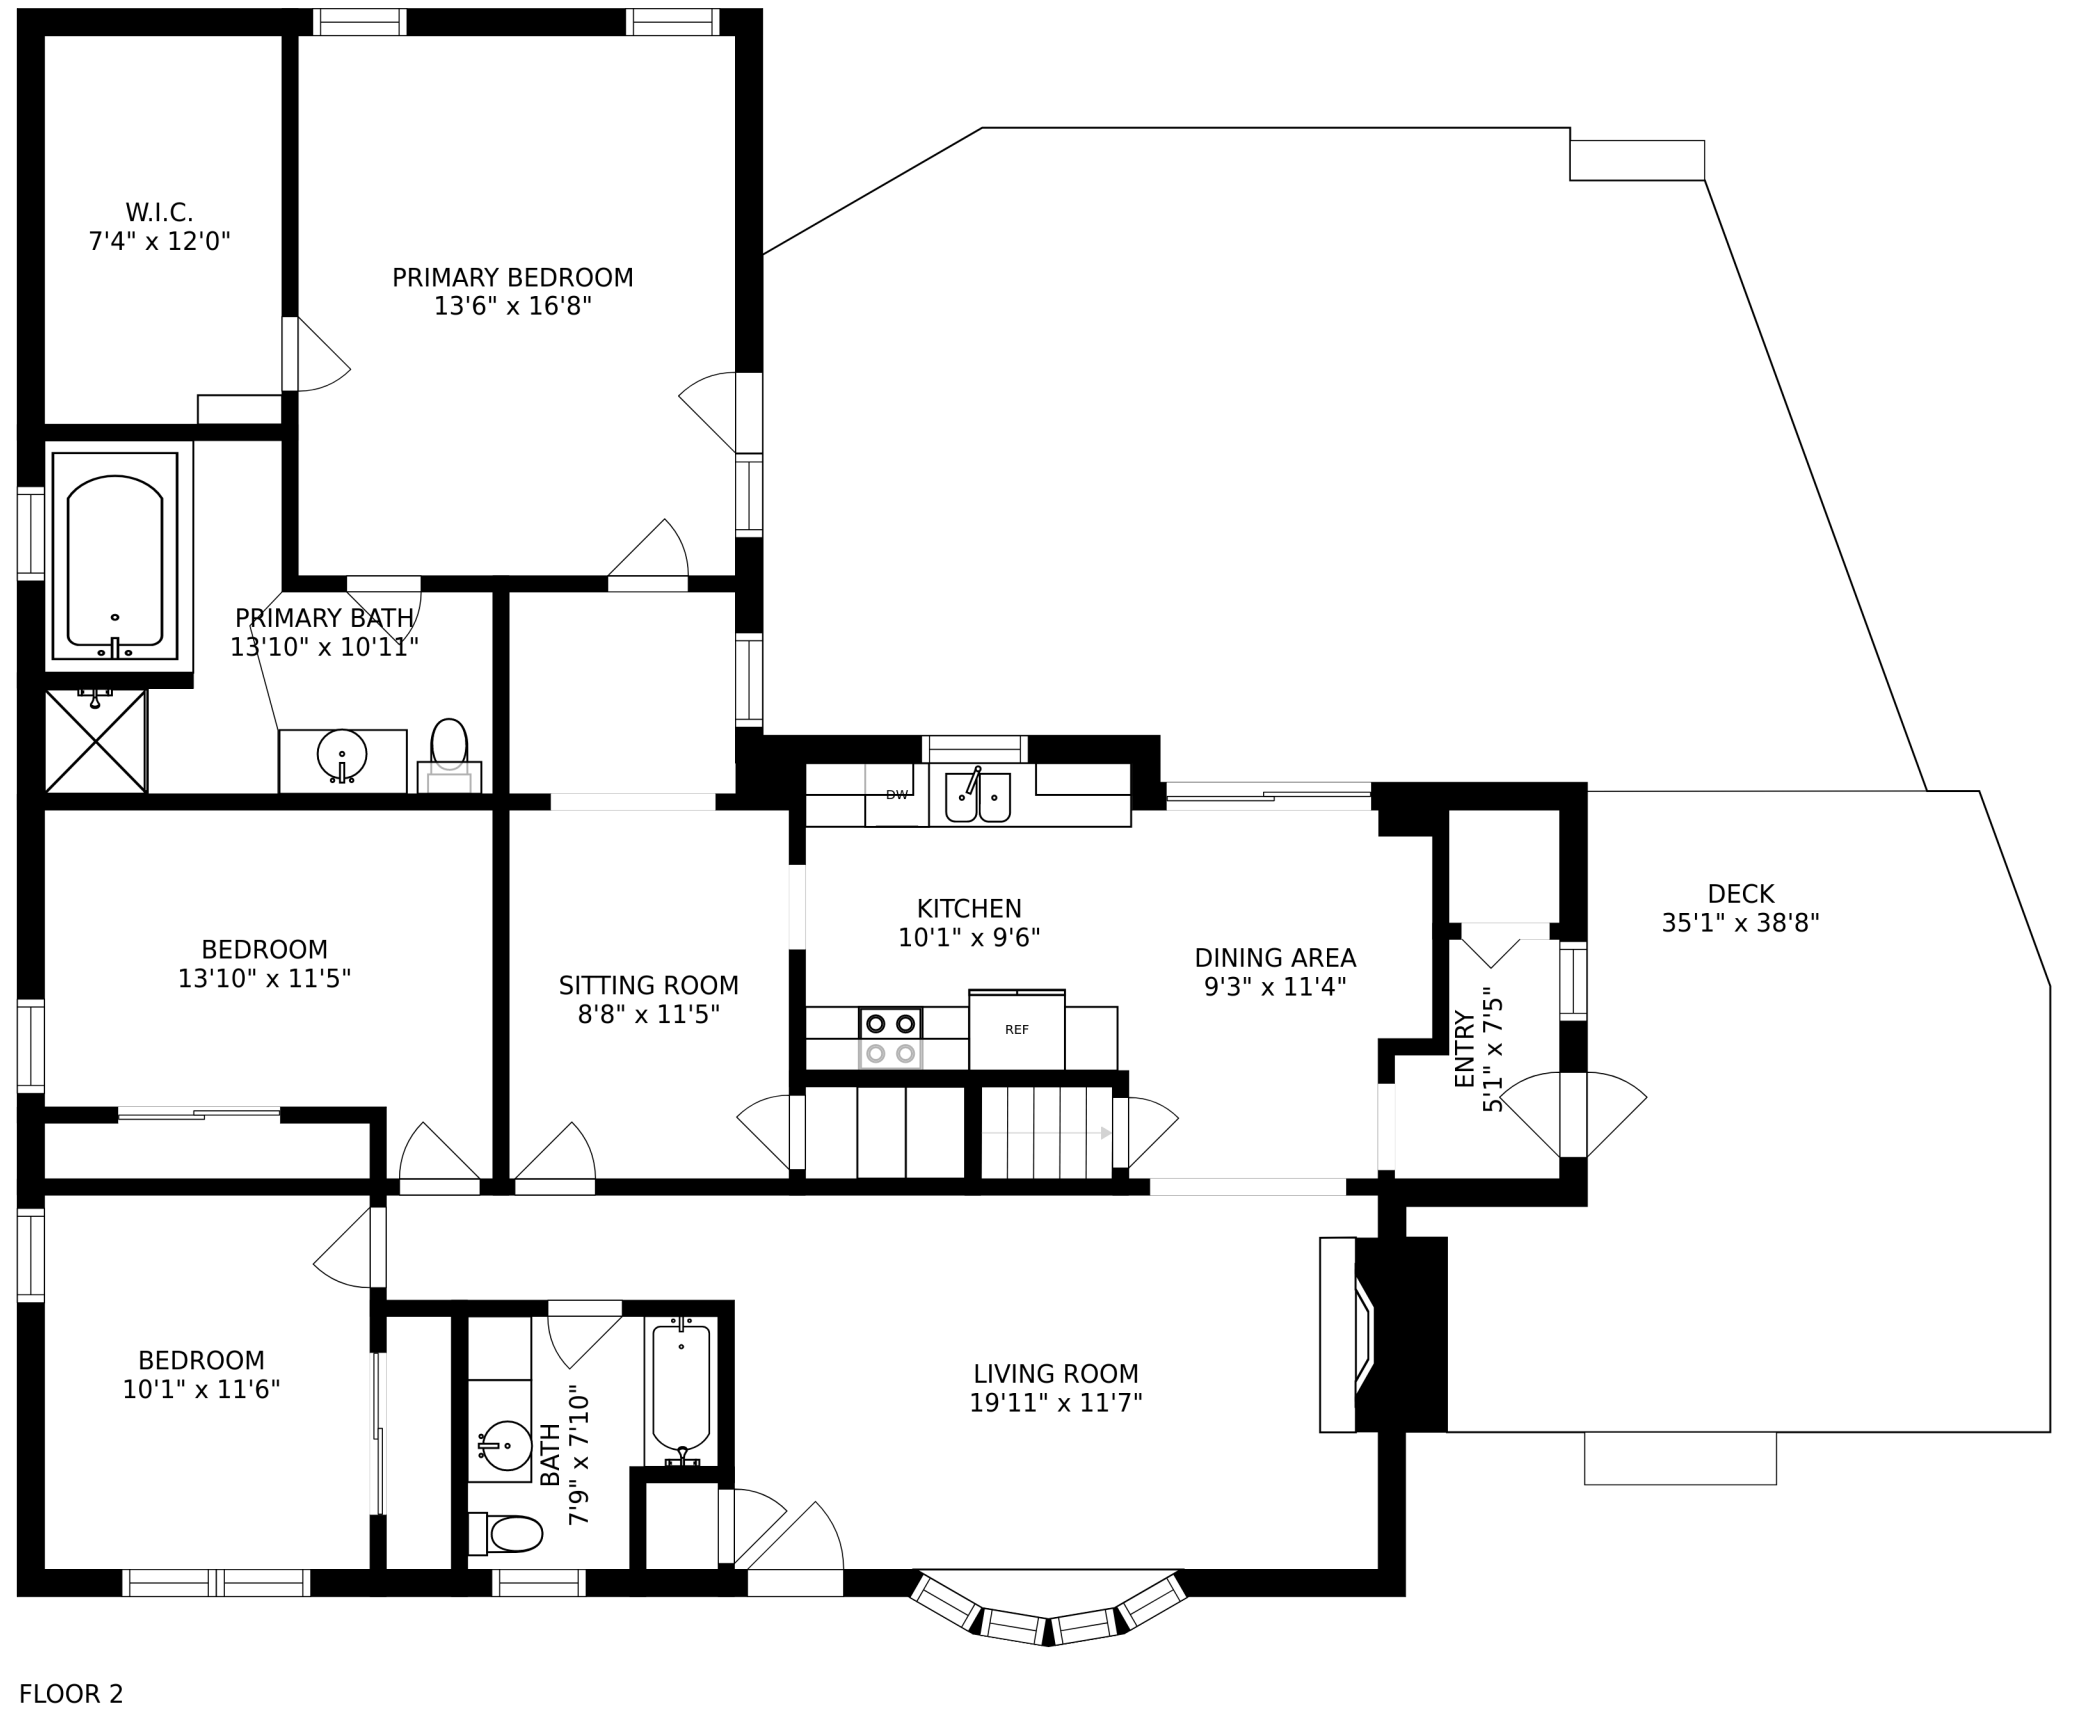 W.I.C.
7'4" x 12'0"
PRIMARY BEDROOM
13'6" x 16'8"
PRIMARY BATH
13'10" x 10'11"
DW
DECK
35'1" x 38'8"
KITCHEN
10'1" x 9'6"
BEDROOM
13'10" x 11'5"
DINING AREA
9'3" x 11'4"
SITTING ROOM
8'8" x 11'5"
REF
ENTRY
5'1" x 7'5"
BEDROOM
10'1" x 11'6"
LIVING ROOM
19'11" x 11'7"
BATH
7'9" x 7'10"
FLOOR 2